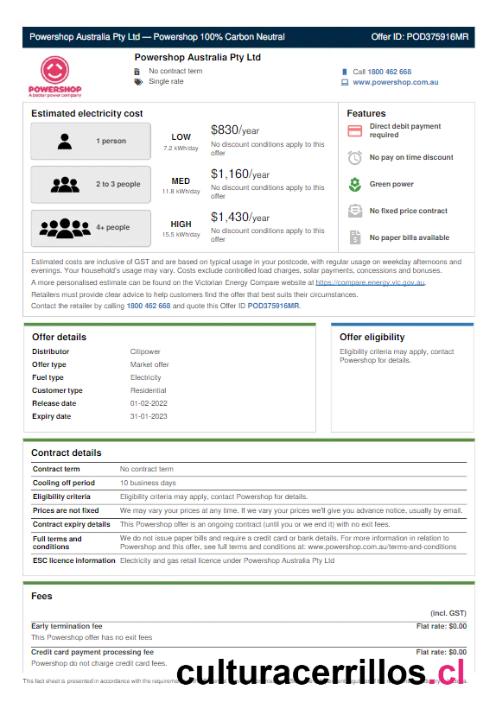 Powershop Australia Pty Ltd — Powershop 100% Carbon Neutral
Offer ID: POD375916MR
POWERSHOP
A better power company
Powershop Australia Pty Ltd
No contract term
Single rate
Call 1800 462 668
www.powershop.com.au
Estimated electricity cost
1 person
LOW
7.2 kWh/day
$830/year
No discount conditions apply to this
offer
2 to 3 people
MED
11.8 kWh/day
$1,160/year
No discount conditions apply to this
offer
4+ people
HIGH
15.5 kWh/day
$1,430/year
No discount conditions apply to this
offer
Features
Direct debit payment
required
No pay on time discount
Green power
No fixed price contract
No paper bills available
Estimated costs are inclusive of GST and are based on typical usage in your postcode, with regular usage on weekday afternoons and
evenings. Your household's usage may vary. Costs exclude controlled load charges, solar payments, concessions and bonuses.
A more personalised estimate can be found on the Victorian Energy Compare website at https://compare.energy.vic.gov.au.
Retailers must provide clear advice to help customers find the offer that best suits their circumstances.
Contact the retailer by calling 1800 462 668 and quote this Offer ID POD375916MR.
Offer details
Distributor Citipower
Offer type Market offer
Fuel type Electricity
Customer type Residential
Release date 01-02-2022
Expiry date 31-01-2023
Offer eligibility
Eligibility criteria may apply, contact
Powershop for details.
Contract details
Contract term No contract term
Cooling off period 10 business days
Eligibility criteria Eligibility criteria may apply, contact Powershop for details.
Prices are not fixed We may vary your prices at any time. If we vary your prices we'll give you advance notice, usually by email.
Contract expiry details This Powershop offer is an ongoing contract (until you or we end it) with no exit fees.
Full terms and
conditions
We do not issue paper bills and require a credit card or bank details. For more information in relation to
Powershop and this offer, see full terms and conditions at: www.powershop.com.au/terms-and-conditions
ESC licence information Electricity and gas retail licence under Powershop Australia Pty Ltd
Fees
(incl. GST)
Early termination fee Flat rate: $0.00
This Powershop offer has no exit fees
Credit card payment processing fee Flat rate: $0.00
Powershop do not charge credit card fees.
This fact sheet is presented in accordance with the
culturacerrillos.cl